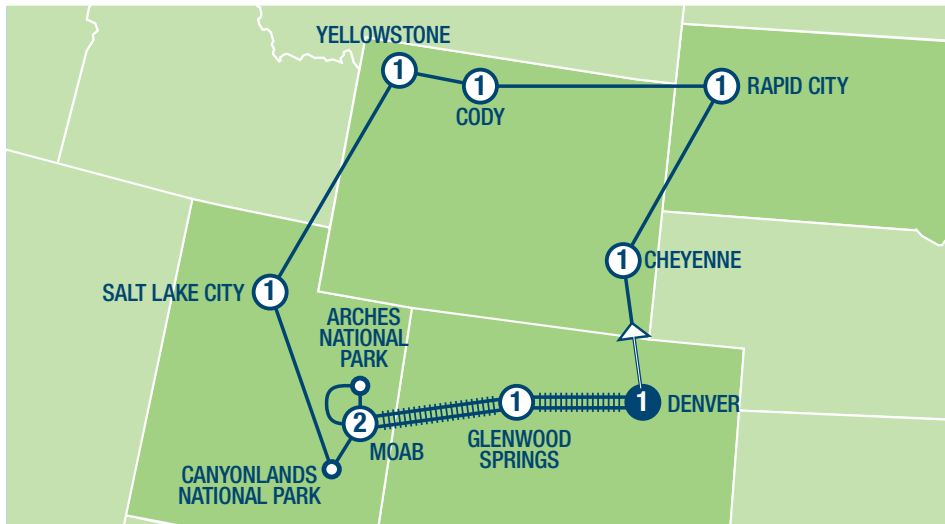 YELLOWSTONE
1
1
CODY
1
RAPID CITY
1
CHEYENNE
SALT LAKE CITY
1
ARCHES
NATIONAL
PARK
2
MOAB
1
GLENWOOD
SPRINGS
1
DENVER
CANYONLANDS
NATIONAL PARK